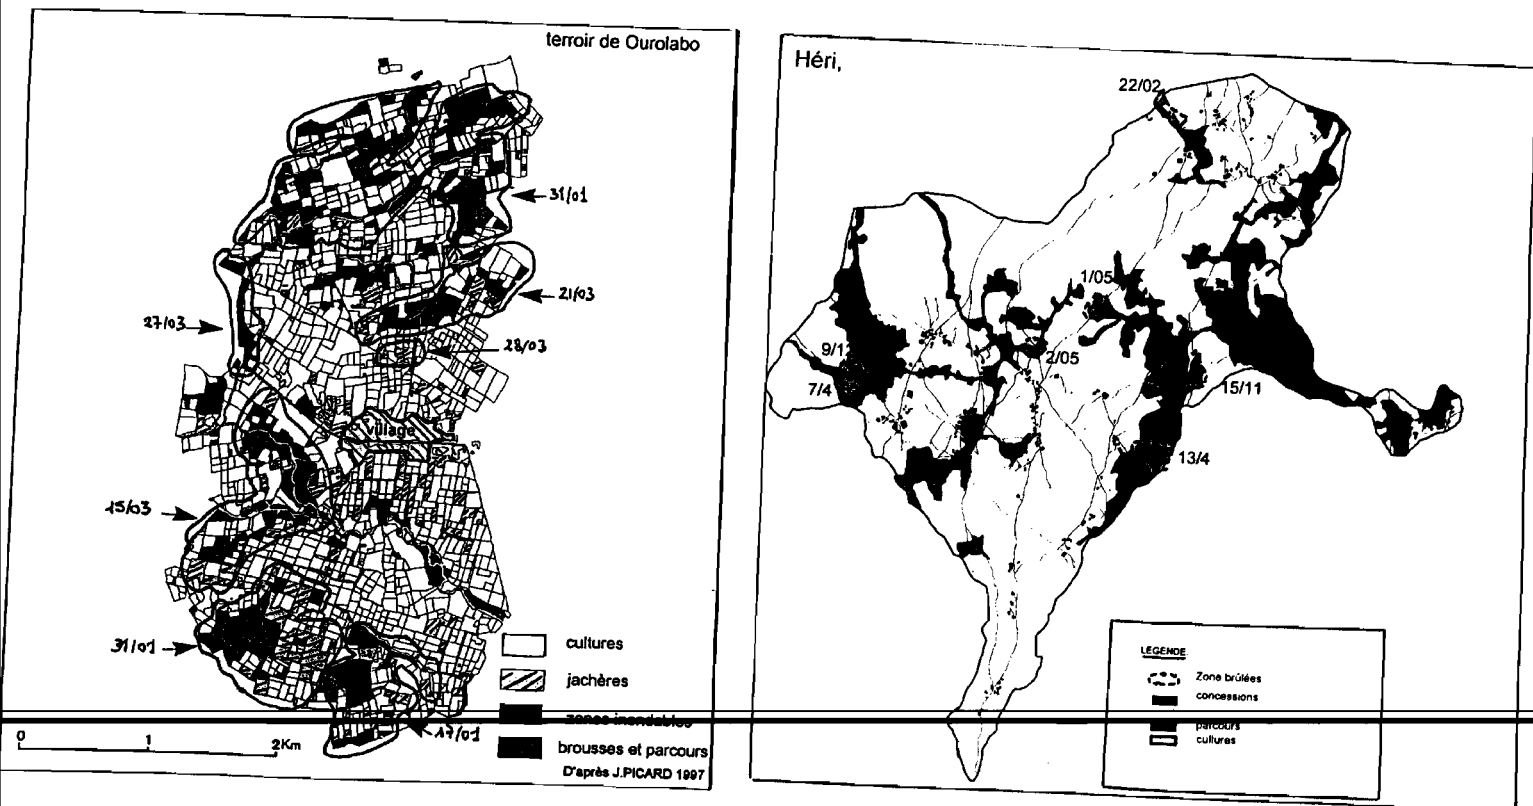 terroir de Ourolabo
31/01
21/03
27/03
28/03
village
15/03
31/01
17/01
cultures
jachères
zones inondables
brousses et parcours
D'après J.PICARD 1997
0 1 2Km
Héri,
22/02
1/05
2/05
7/4
15/11
13/4
LEGENDE
Zone brûlées
concessions
parcours
cultures